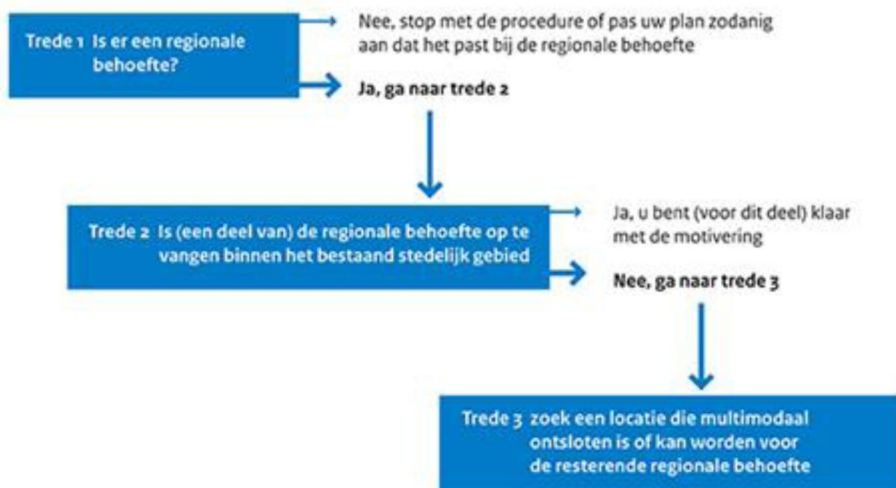 Trede 1 Is er een regionale
behoefte?
Nee, stop met de procedure of pas uw plan zodanig
aan dat het past bij de regionale behoefte
Ja, ga naar trede 2
Trede 2 Is (een deel van) de regionale behoefte op te
vangen binnen het bestaand stedelijk gebied
Ja, u bent (voor dit deel) klaar
met de motivering
Nee, ga naar trede 3
Trede 3 zoek een locatie die multimodaal
ontsloten is of kan worden voor
de resterende regionale behoefte